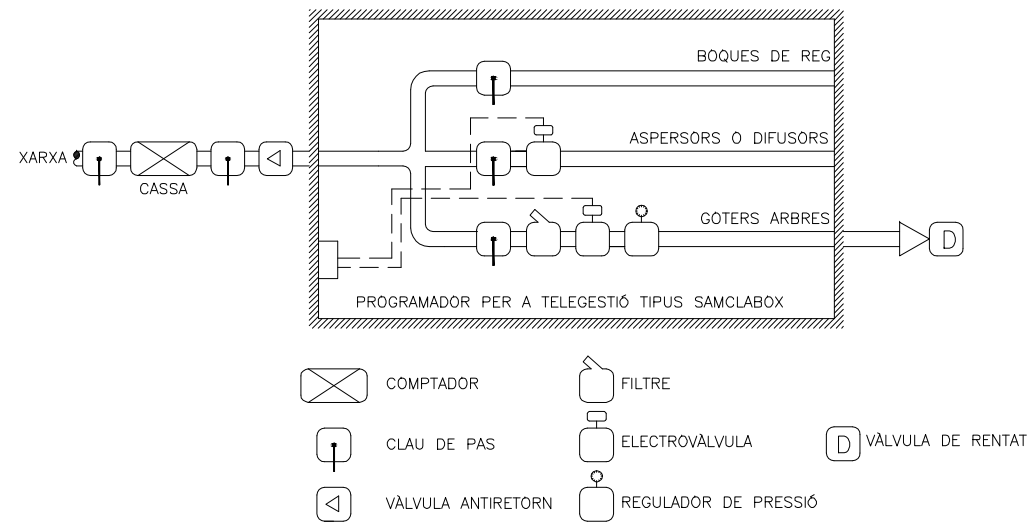 BOQUES DE REG
ASPERSORS O DIFUSORS
XARXA
CASSA
GOTERS ARBRES
D
PROGRAMADOR PER A TELEGESTIÓ TIPUS SAMCLABOX
COMPTADOR
FILTRE
CLAU DE PAS
ELECTROVÀLVULA
D VÀLVULA DE RENTAT
VÀLVULA ANTIRETORN
REGULADOR DE PRESSIÓ